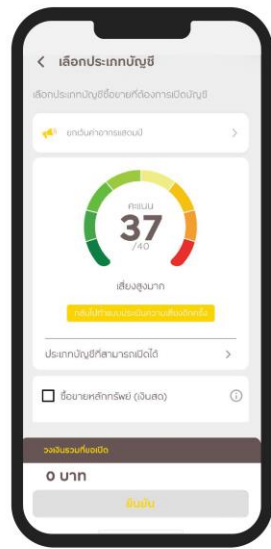 เลือกประเภทบัญชี
เลือกประเภทบัญชีซื้อขายที่ต้องการเปิดบัญชี
ยกเว้นค่าอากรแสตมป์
คะแนน
37
/40
เสี่ยงสูงมาก
กลับไปทำแบบประเมินความเสี่ยงอีกครั้ง
ประเภทบัญชีที่สามารถเปิดได้
ซื้อขายหลักทรัพย์ (เงินสด)
วงเงินรวมที่ขอเปิด
0 บาท
ยืนยัน